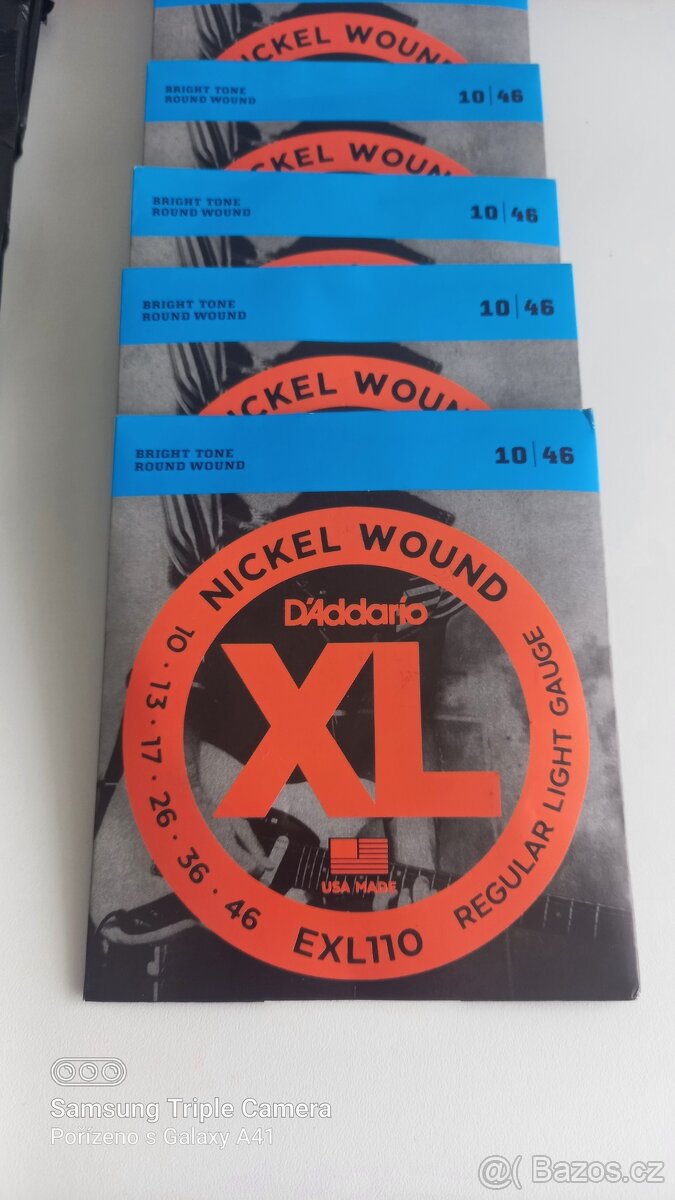 NICKEL WOUND
BRIGHT TONE
ROUND WOUND
10|46
NICKEL WOUN
BRIGHT TONE
ROUND WOUND
10|46
BRIGHT TONE
ROUND WOUND
10|46
NICKEL WOUN
BRIGHT TONE
ROUND WOUND
10|46
NICKEL WOUND
D'Addario
XL
10 · 13 · 17 · 26 · 36 · 46
REGULAR LIGHT GAUGE
USA MADE
EXL110
Samsung Triple Camera
Pořízeno s Galaxy A41
@( Bazos.cz